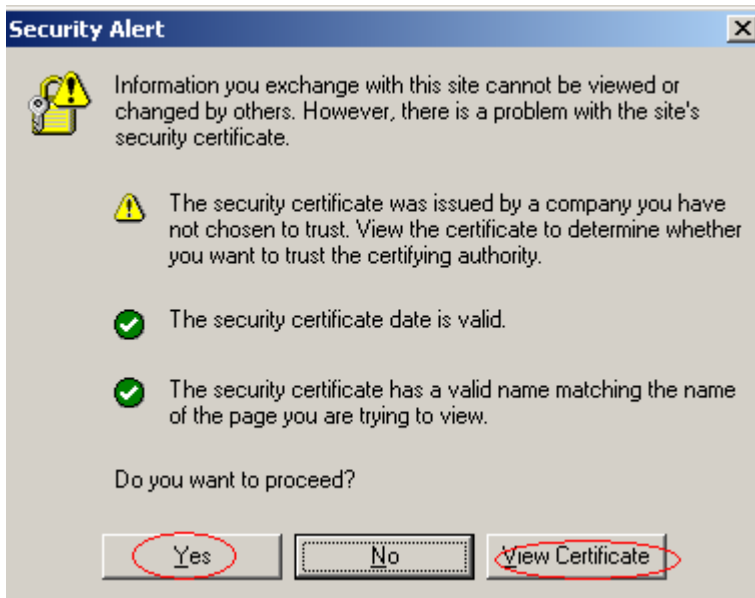 Security Alert
Information you exchange with this site cannot be viewed or
changed by others. However, there is a problem with the site's
security certificate.
The security certificate was issued by a company you have
not chosen to trust. View the certificate to determine whether
you want to trust the certifying authority.
The security certificate date is valid.
The security certificate has a valid name matching the name
of the page you are trying to view.
Do you want to proceed?
Yes No View Certificate